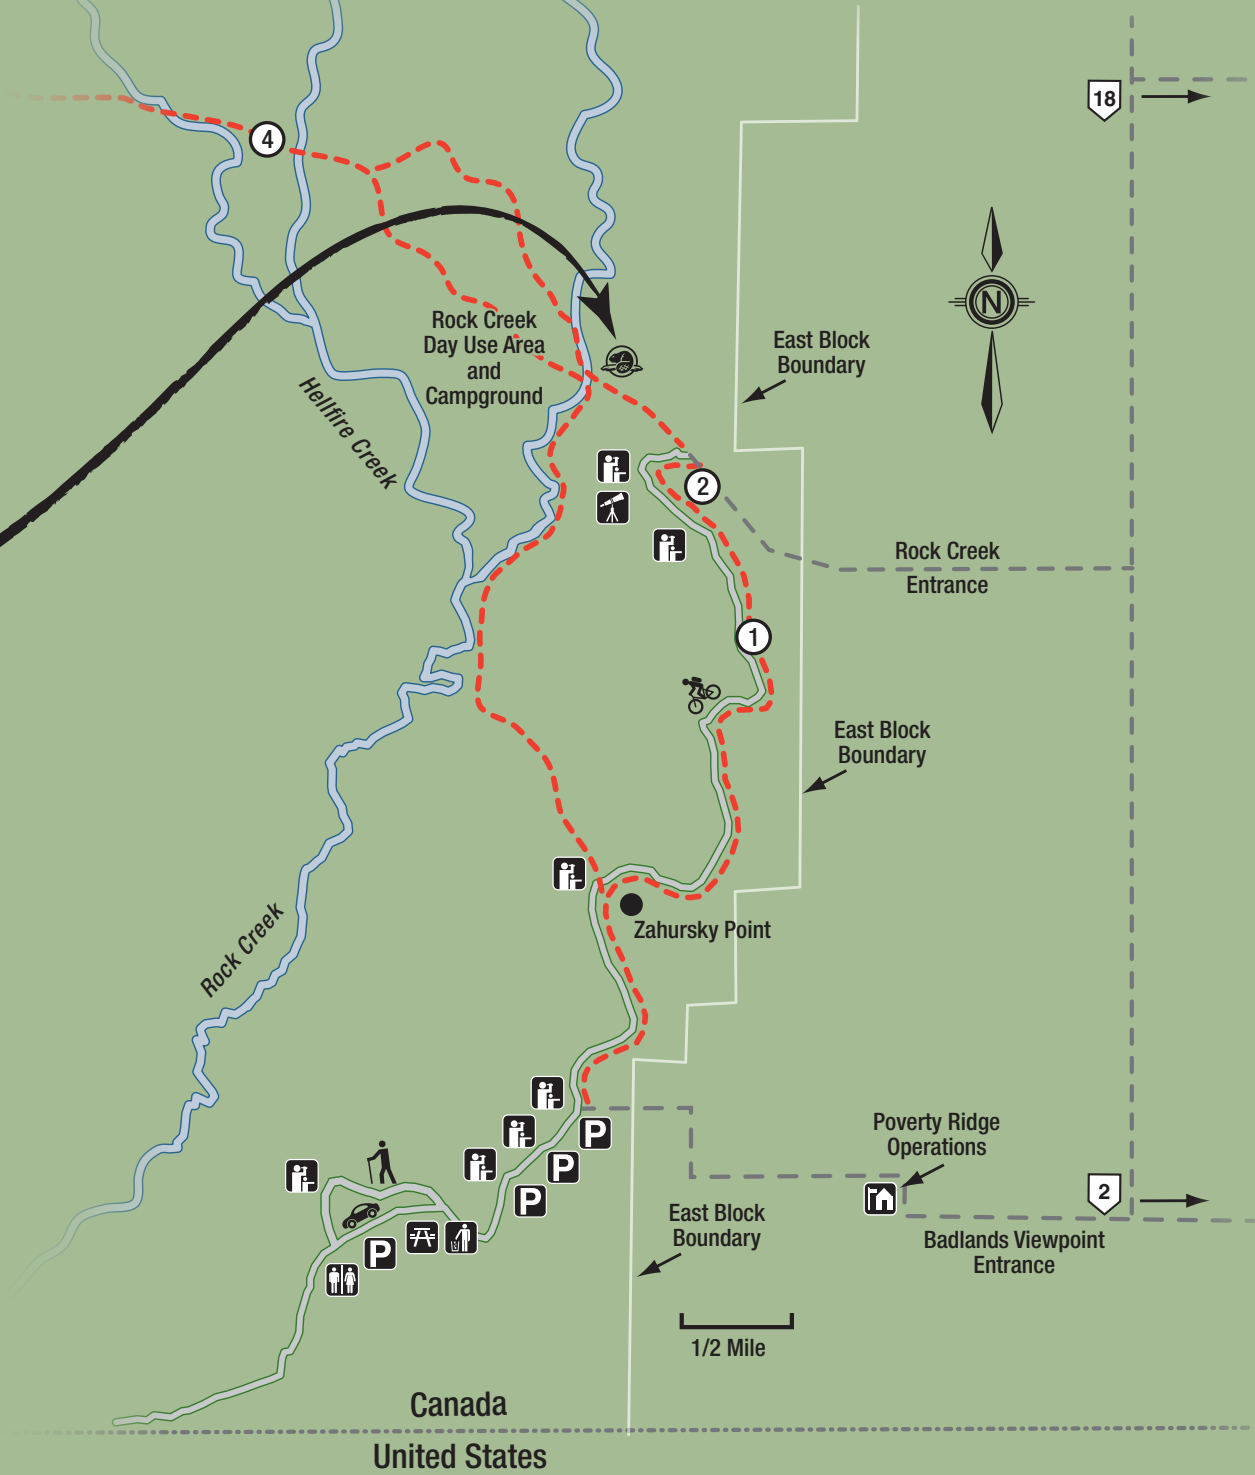 18
4
N
Rock Creek
Day Use Area
and
Campground
East Block
Boundary
Hellfire Creek
2
Rock Creek
Entrance
1
East Block
Boundary
Zahursky Point
Rock Creek
P
Poverty Ridge
Operations
P
2
P
East Block
Boundary
P
Badlands Viewpoint
Entrance
1/2 Mile
Canada
United States